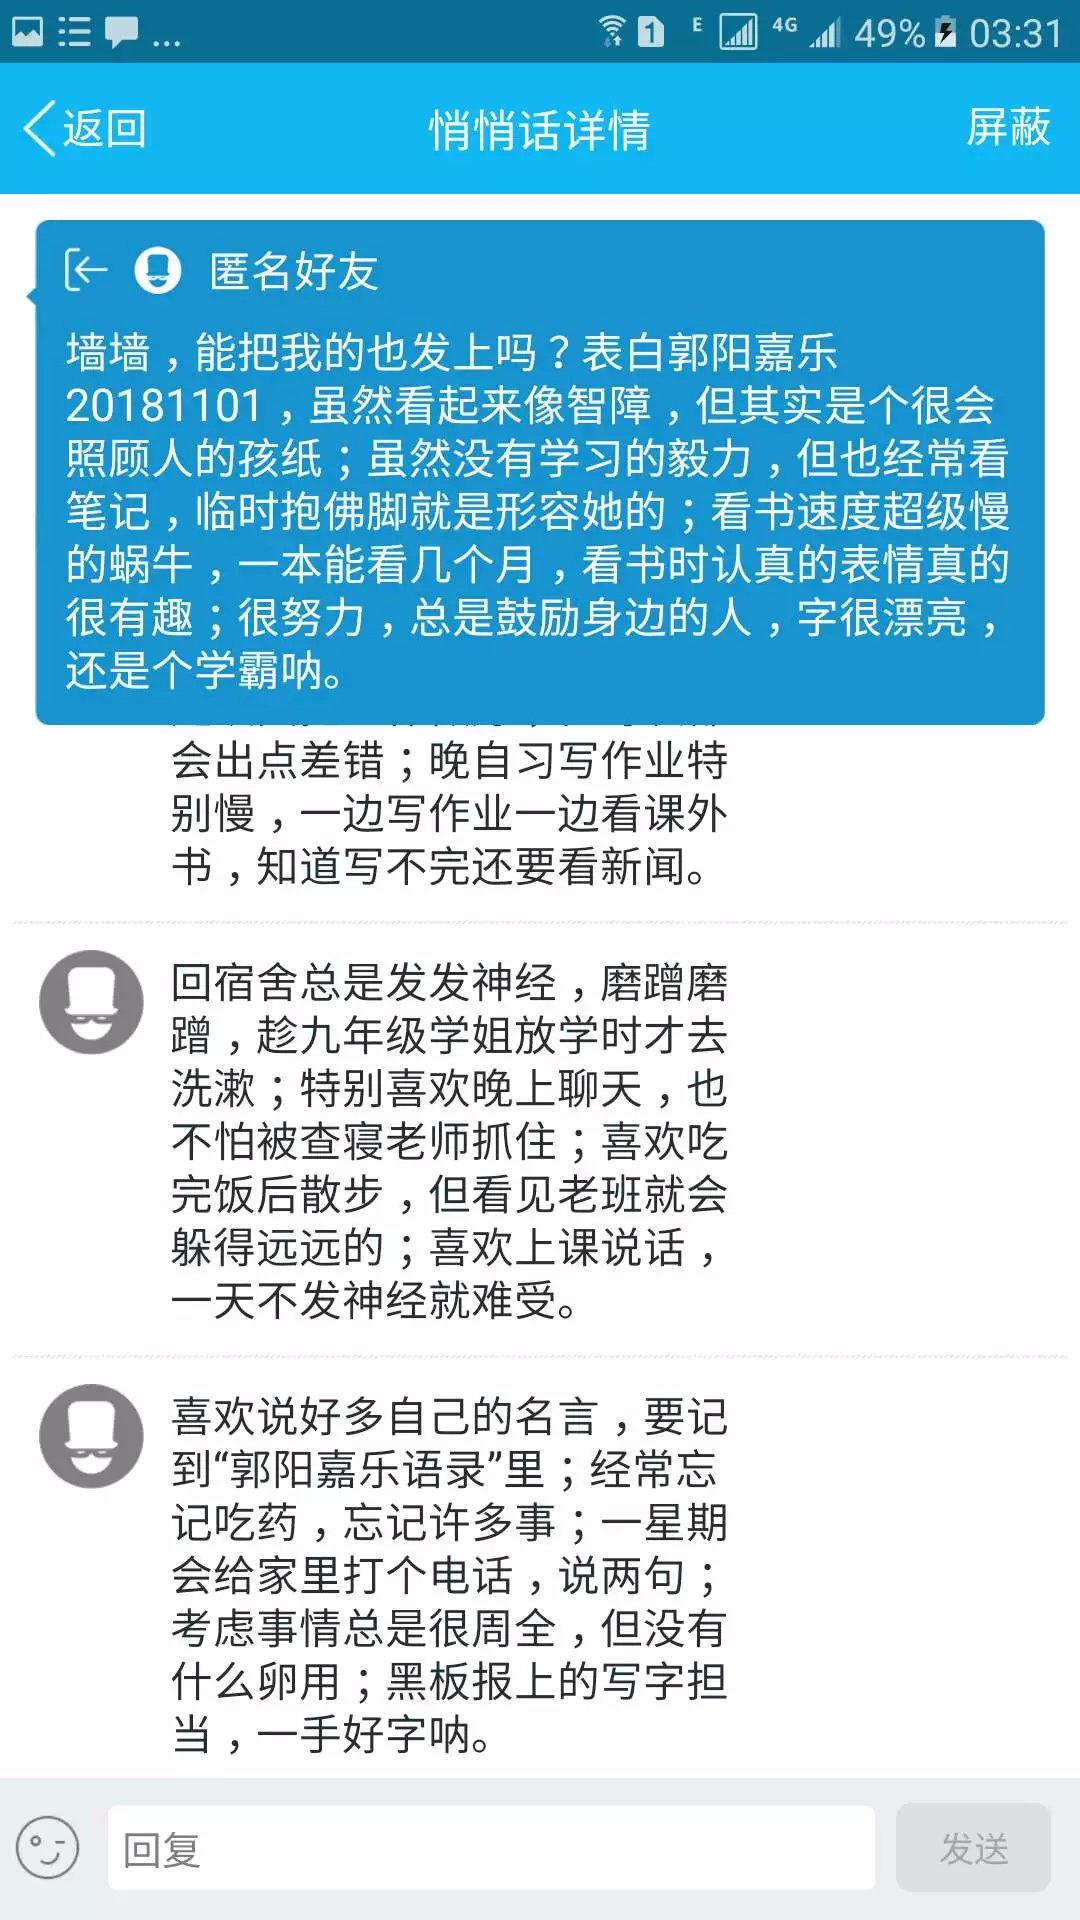 ... 1 E 4G 49% 03:31
返回 悄悄话详情 屏蔽
匿名好友
墙墙，能把我的也发上吗？表白郭阳嘉乐
20181101，虽然看起来像智障，但其实是个很会
照顾人的孩纸；虽然没有学习的毅力，但也经常看
笔记，临时抱佛脚就是形容她的；看书速度超级慢
的蜗牛，一本能看几个月，看书时认真的表情真的
很有趣；很努力，总是鼓励身边的人，字很漂亮，
还是个学霸呐。
会出点差错；晚自习写作业特
别慢，一边写作业一边看课外
书，知道写不完还要看新闻。
回宿舍总是发发神经，磨蹭磨
蹭，趁九年级学姐放学时才去
洗漱；特别喜欢晚上聊天，也
不怕被查寝老师抓住；喜欢吃
完饭后散步，但看见老班就会
躲得远远的；喜欢上课说话，
一天不发神经就难受。
喜欢说好多自己的名言，要记
到“郭阳嘉乐语录”里；经常忘
记吃药，忘记许多事；一星期
会给家里打个电话，说两句；
考虑事情总是很周全，但没有
什么卵用；黑板报上的写字担
当，一手好字呐。
回复 发送